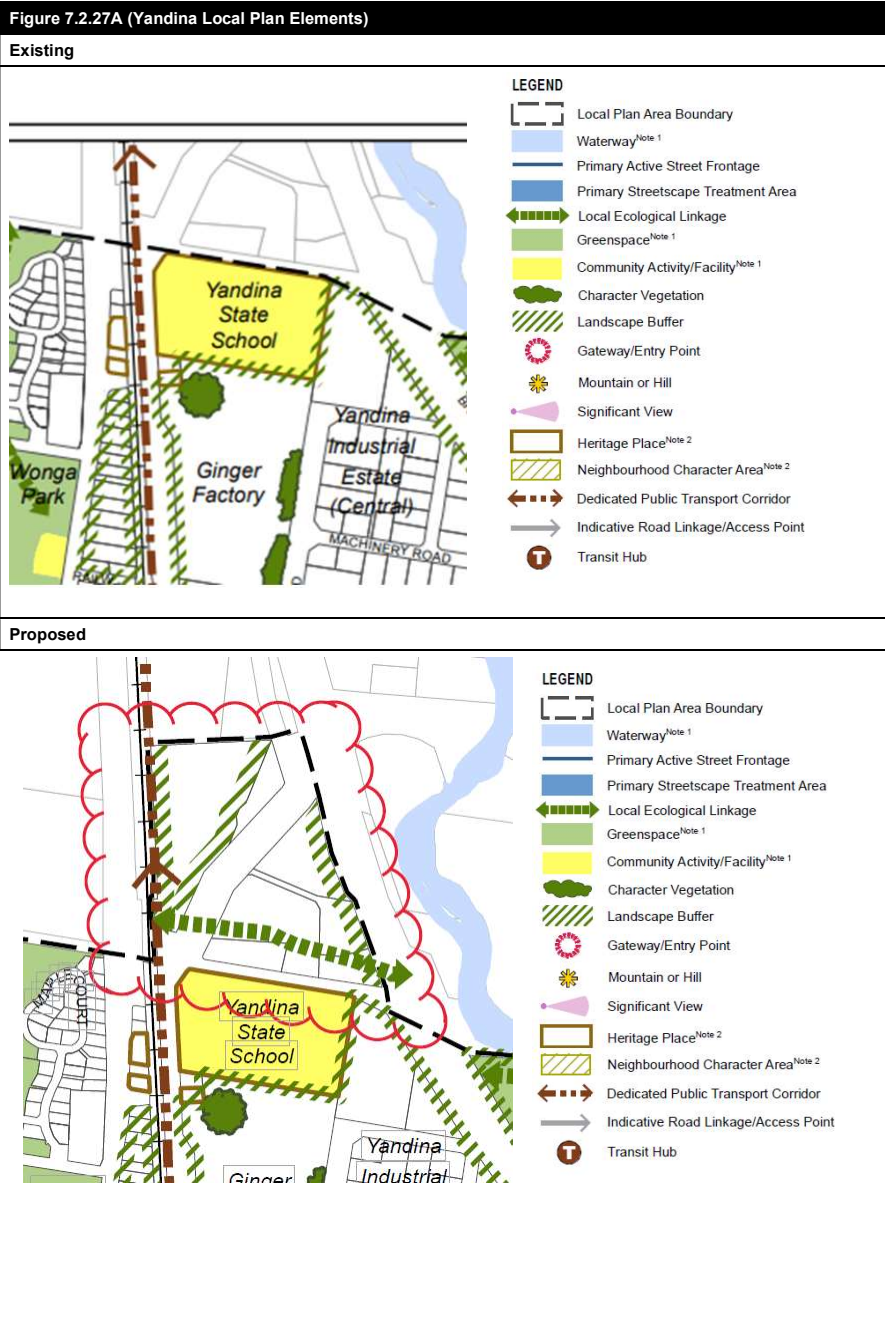 Figure 7.2.27A (Yandina Local Plan Elements)
Existing
Yandina
State
School
Yandina
Industrial
Estate
(Central)
Ginger
Factory
Wonga
Park
MACHINERY ROAD
LEGEND
Local Plan Area Boundary
Waterway Note 1
Primary Active Street Frontage
Primary Streetscape Treatment Area
Local Ecological Linkage
Greenspace Note 1
Community Activity/Facility Note 1
Character Vegetation
Landscape Buffer
Gateway/Entry Point
Mountain or Hill
Significant View
Heritage Place Note 2
Neighbourhood Character Area Note 2
Dedicated Public Transport Corridor
Indicative Road Linkage/Access Point
T Transit Hub
Proposed
COURT
Yandina
State
School
Yandina
Industrial
Ginger
LEGEND
Local Plan Area Boundary
Waterway Note 1
Primary Active Street Frontage
Primary Streetscape Treatment Area
Local Ecological Linkage
Greenspace Note 1
Community Activity/Facility Note 1
Character Vegetation
Landscape Buffer
Gateway/Entry Point
Mountain or Hill
Significant View
Heritage Place Note 2
Neighbourhood Character Area Note 2
Dedicated Public Transport Corridor
Indicative Road Linkage/Access Point
T Transit Hub